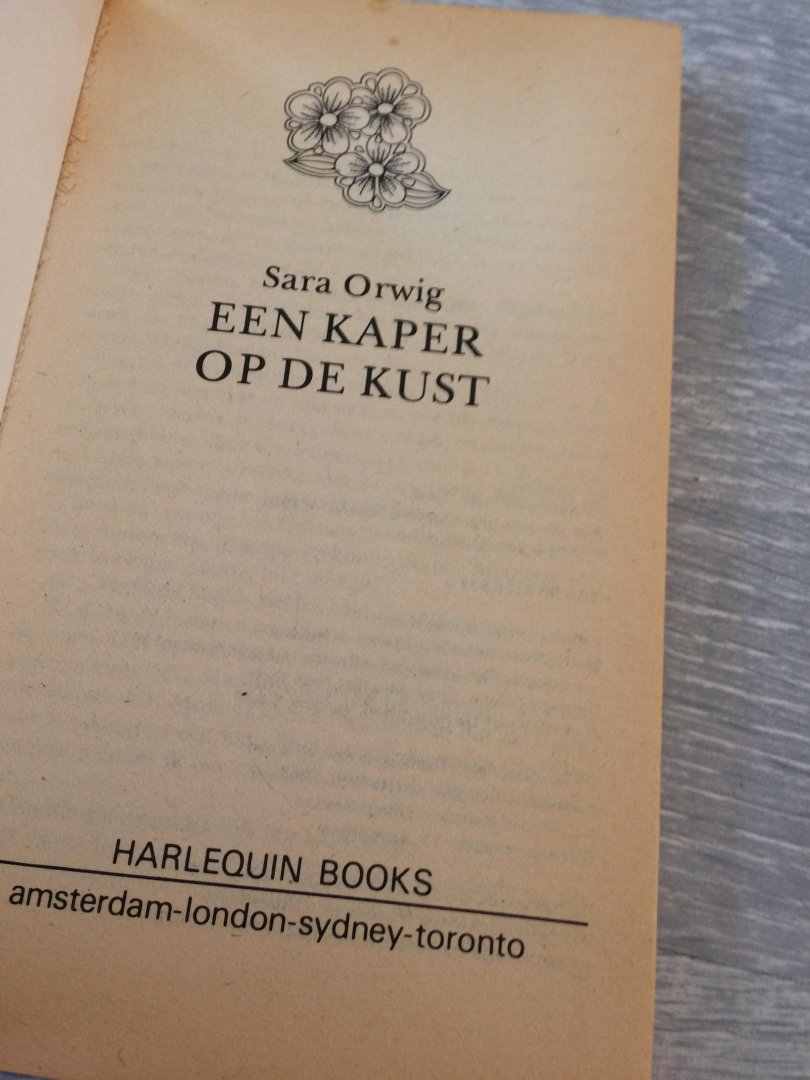 Sara Orwig
EEN KAPER
OP DE KUST
HARLEQUIN BOOKS
amsterdam-london-sydney-toronto